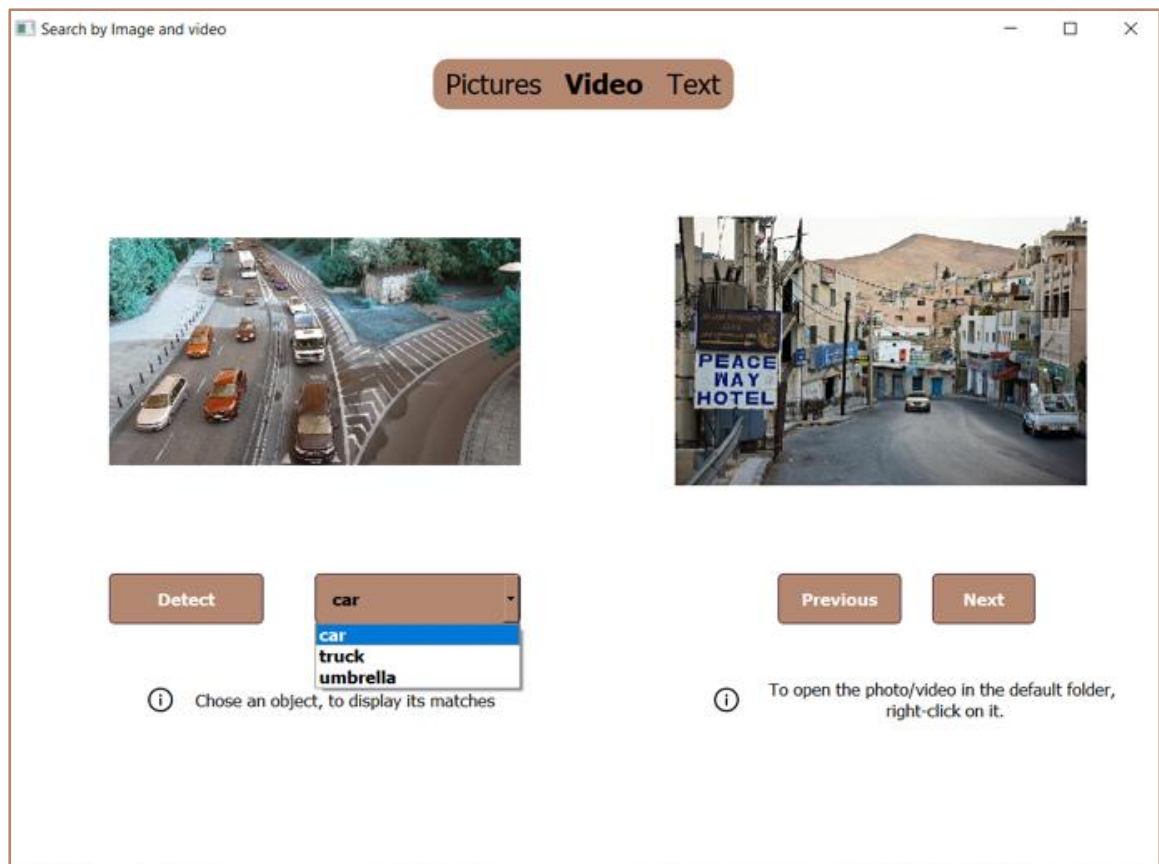 Search by Image and video
Pictures Video Text
PEACE
WAY
HOTEL
Detect
car
Previous
Next
car
truck
umbrella
Chose an object, to display its matches
To open the photo/video in the default folder,
right-click on it.